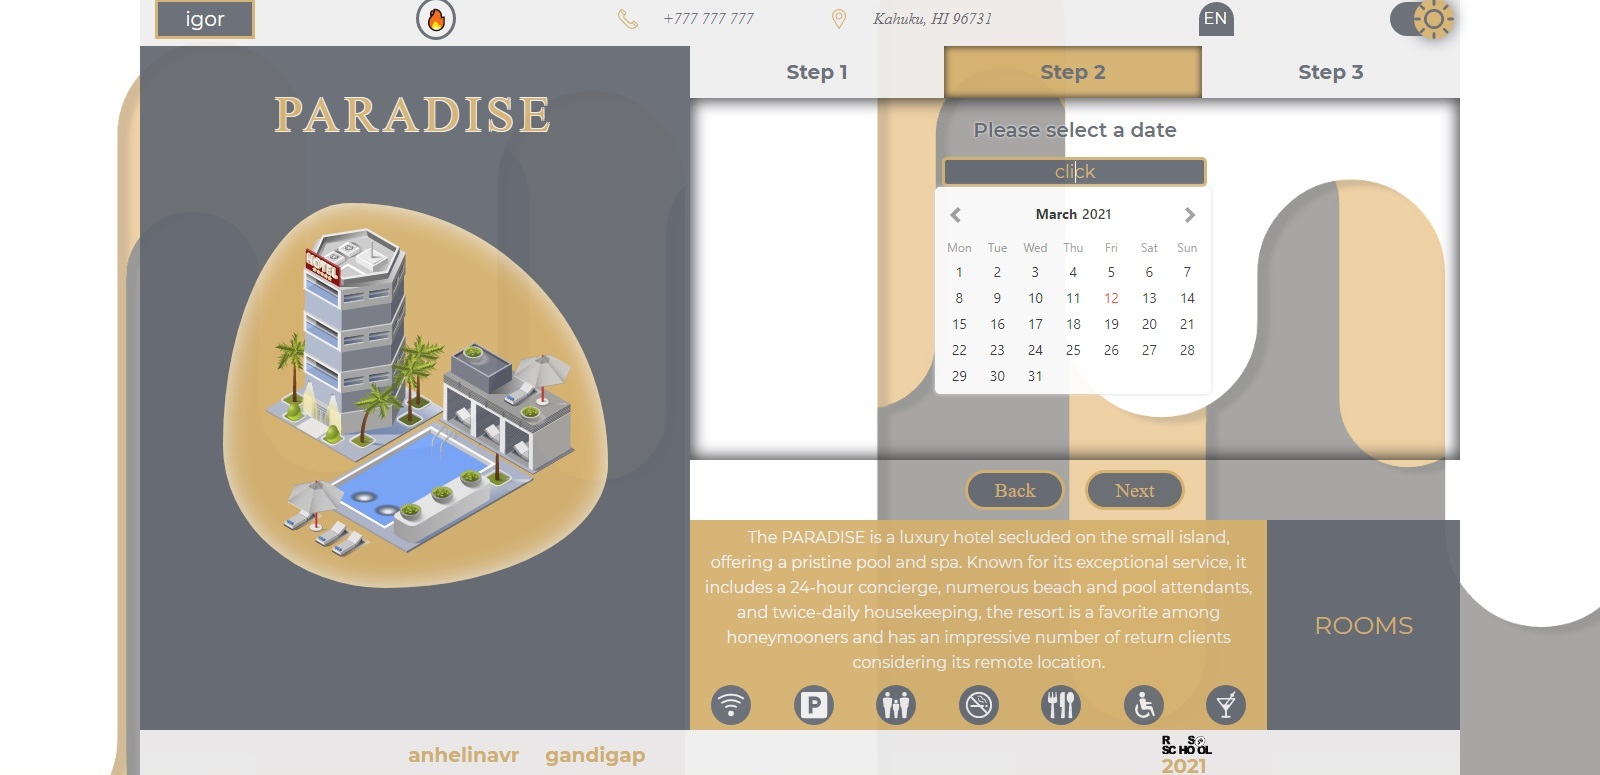 igor
+777 777 777
Kahuku, HI 96731
EN
Step 1
Step 2
Step 3
PARADISE
HOTEL
Please select a date
click
March 2021
Mon Tue Wed Thu Fri Sat Sun
1 2 3 4 5 6 7
8 9 10 11 12 13 14
15 16 17 18 19 20 21
22 23 24 25 26 27 28
29 30 31
Back
Next
The PARADISE is a luxury hotel secluded on the small island,
offering a pristine pool and spa. Known for its exceptional service, it
includes a 24-hour concierge, numerous beach and pool attendants,
and twice-daily housekeeping, the resort is a favorite among
honeymooners and has an impressive number of return clients
considering its remote location.
ROOMS
P
anhelinavr
gandigap
RS
SCHOOL
2021